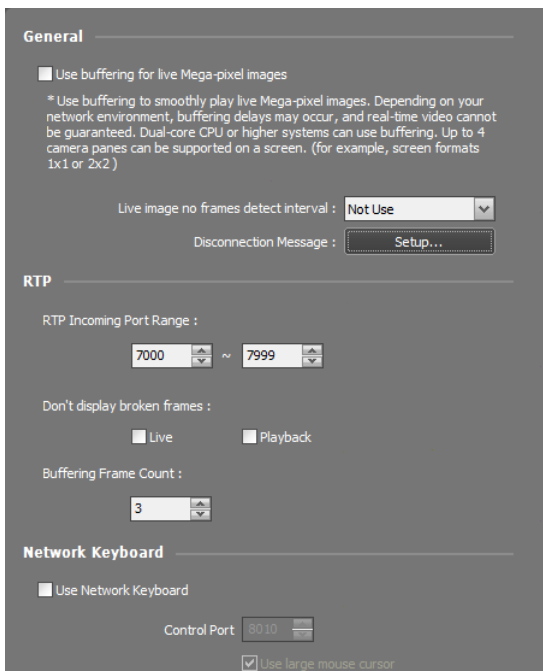 General
Use buffering for live Mega-pixel images
* Use buffering to smoothly play live Mega-pixel images. Depending on your
network environment, buffering delays may occur, and real-time video cannot
be guaranteed. Dual-core CPU or higher systems can use buffering. Up to 4
camera panes can be supported on a screen. (for example, screen formats
1x1 or 2x2 )
Live image no frames detect interval : Not Use
Disconnection Message : Setup...
RTP
RTP Incoming Port Range :
7000 ~ 7999
Don't display broken frames :
Live Playback
Buffering Frame Count :
3
Network Keyboard
Use Network Keyboard
Control Port 8010
Use large mouse cursor